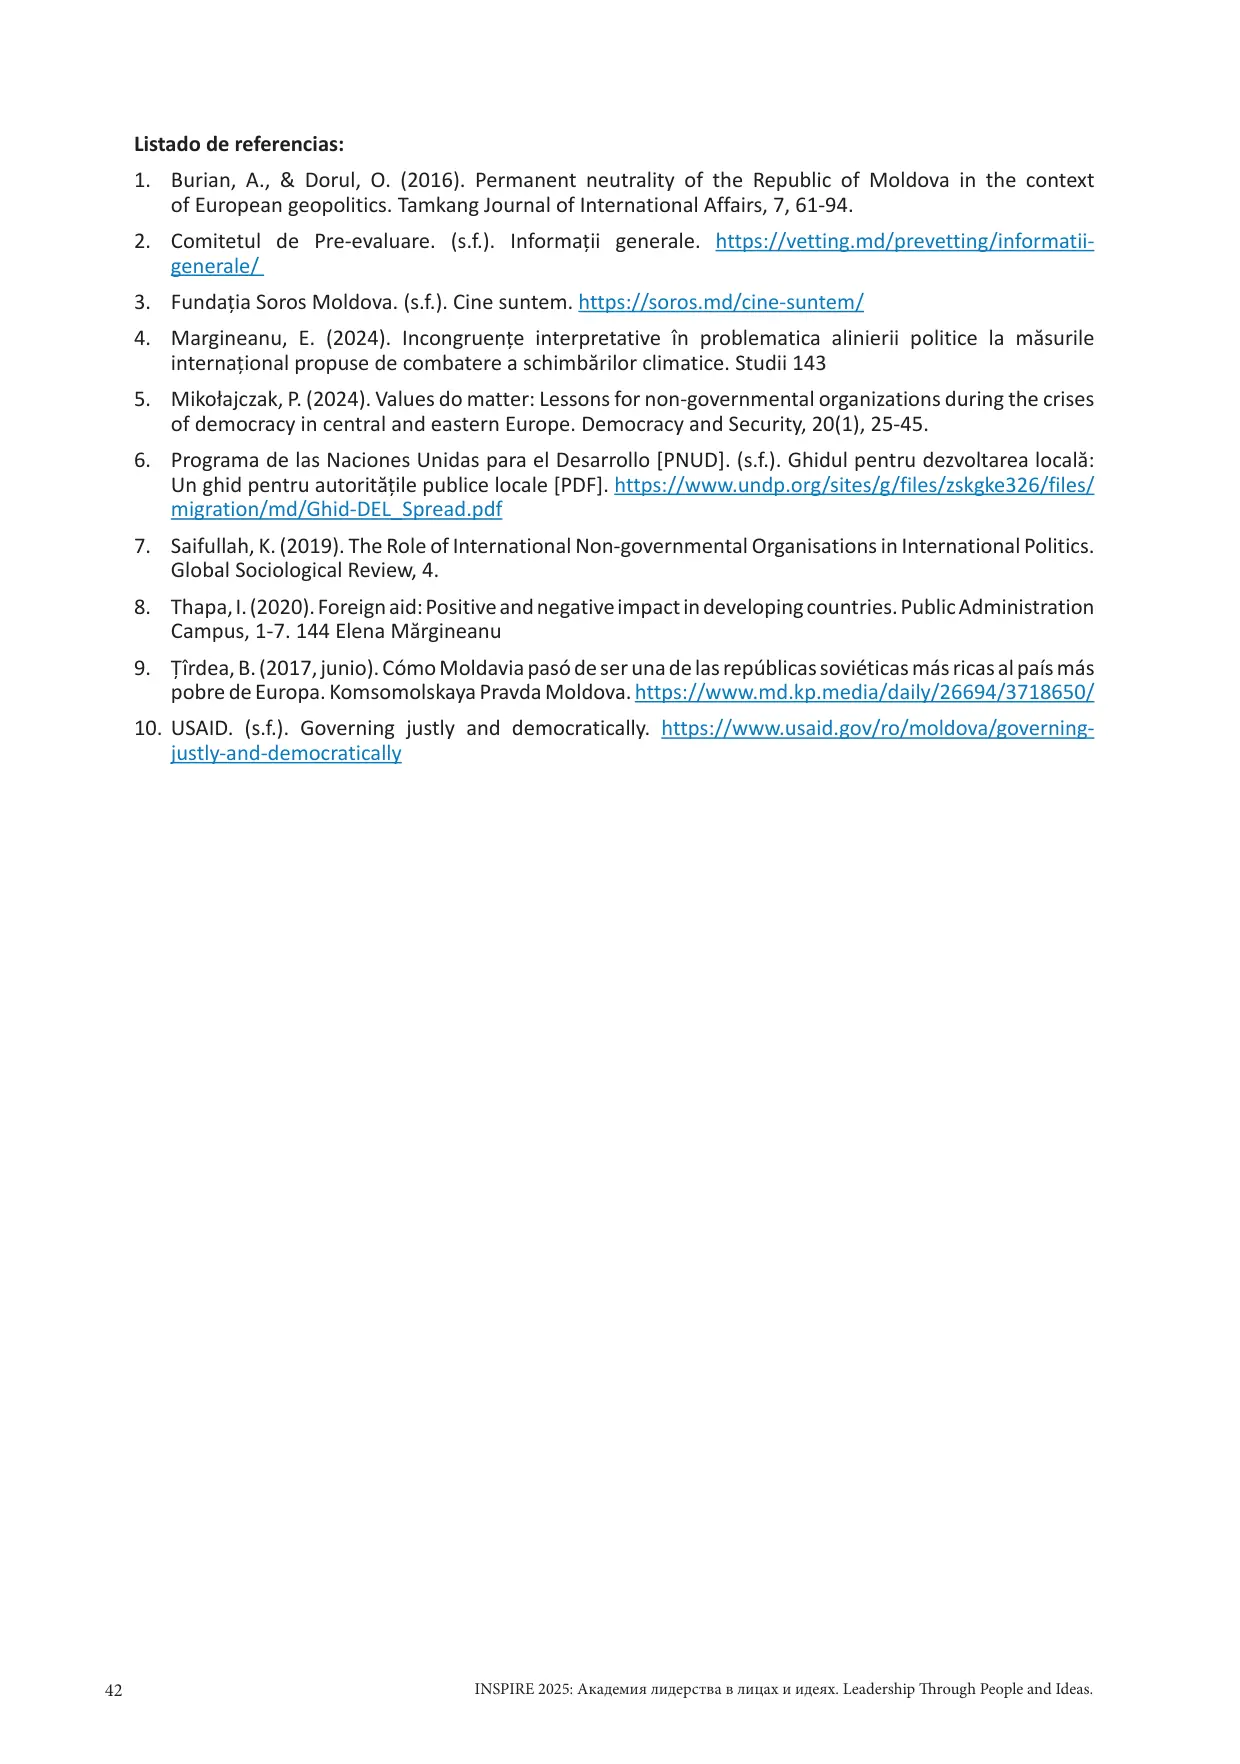 Listado de referencias:
1. Burian, A., & Dorul, O. (2016). Permanent neutrality of the Republic of Moldova in the context
of European geopolitics. Tamkang Journal of International Affairs, 7, 61-94.
2. Comitetul de Pre-evaluare. (s.f.). Informații generale. https://vetting.md/prevetting/informatii-
generale/
3. Fundația Soros Moldova. (s.f.). Cine suntem. https://soros.md/cine-suntem/
4. Margineanu, E. (2024). Incongruențe interpretative în problematica alinierii politice la măsurile
internațional propuse de combatere a schimbărilor climatice. Studii 143
5. Mikołajczak, P. (2024). Values do matter: Lessons for non-governmental organizations during the crises
of democracy in central and eastern Europe. Democracy and Security, 20(1), 25-45.
6. Programa de las Naciones Unidas para el Desarrollo [PNUD]. (s.f.). Ghidul pentru dezvoltarea locală:
Un ghid pentru autoritățile publice locale [PDF]. https://www.undp.org/sites/g/files/zskgke326/files/
migration/md/Ghid-DEL_Spread.pdf
7. Saifullah, K. (2019). The Role of International Non-governmental Organisations in International Politics.
Global Sociological Review, 4.
8. Thapa, I. (2020). Foreign aid: Positive and negative impact in developing countries. Public Administration
Campus, 1-7. 144 Elena Mărgineanu
9. Țîrdea, B. (2017, junio). Cómo Moldavia pasó de ser una de las repúblicas soviéticas más ricas al país más
pobre de Europa. Komsomolskaya Pravda Moldova. https://www.md.kp.media/daily/26694/3718650/
10. USAID. (s.f.). Governing justly and democratically. https://www.usaid.gov/ro/moldova/governing-
justly-and-democratically
42 INSPIRE 2025: Академия лидерства в лицах и идеях. Leadership Through People and Ideas.